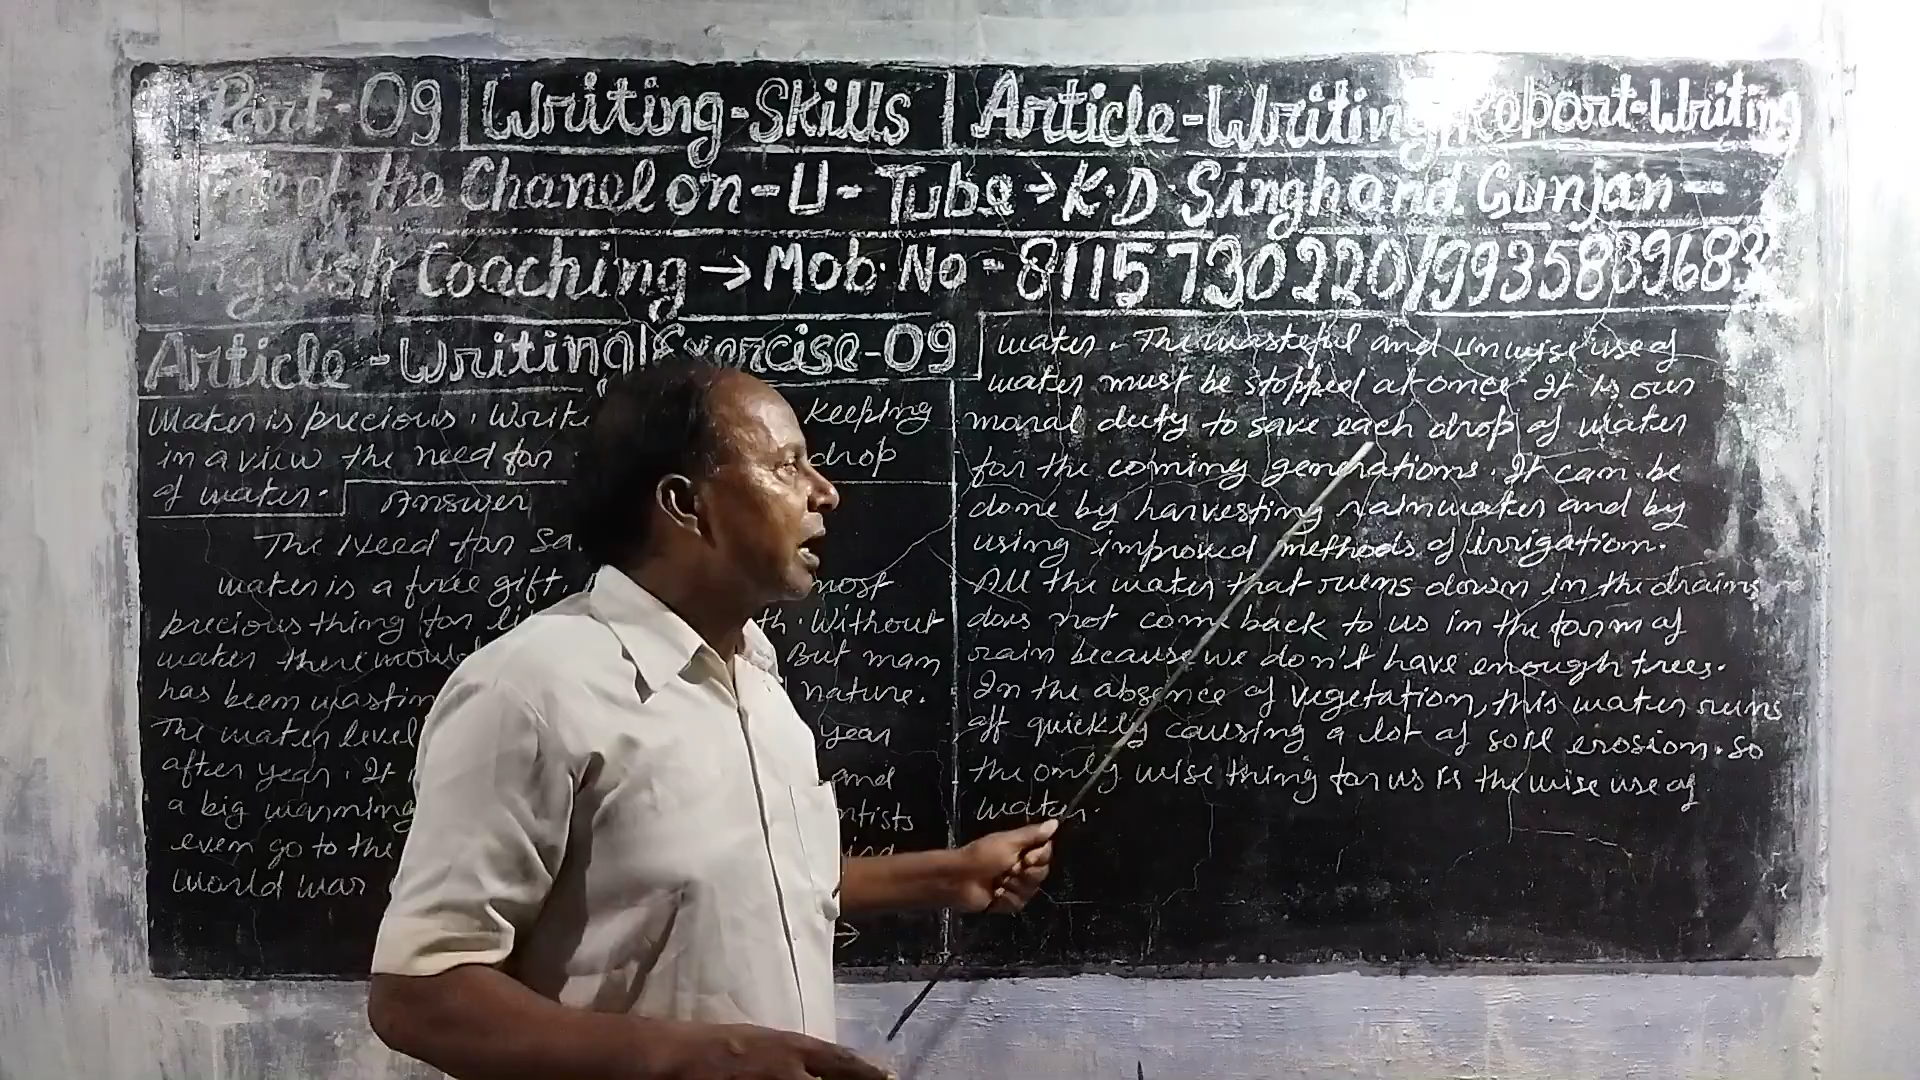 Part-09 | Writing-Skills | Article-Writing | Report-Writing
of the Chanel on-U-Tube → K.D. Singh and Gunjan-
English Coaching → Mob. No - 8115730220/9935839683
Article-Writing | Exercise-09
Water is precious. Write keeping
in a view the need for drop
of water.
Answer
The Need for Sa
Water is a free gift, most
precious thing for li th. Without
water there would But man
has been wastin nature.
The water level year
after year. It and
a big warning ntists
even go to the
World War
water. The wasteful and unwise use of
water must be stopped at once. It is our
moral duty to save each drop of water
for the coming generations. It can be
done by harvesting rainwater and by
using improved methods of irrigation.
All the water that runs down in the drains
does not come back to us in the form of
rain because we don't have enough trees.
In the absence of vegetation, this water runs
off quickly causing a lot of soil erosion. So
the only wise thing for us is the wise use of
water.